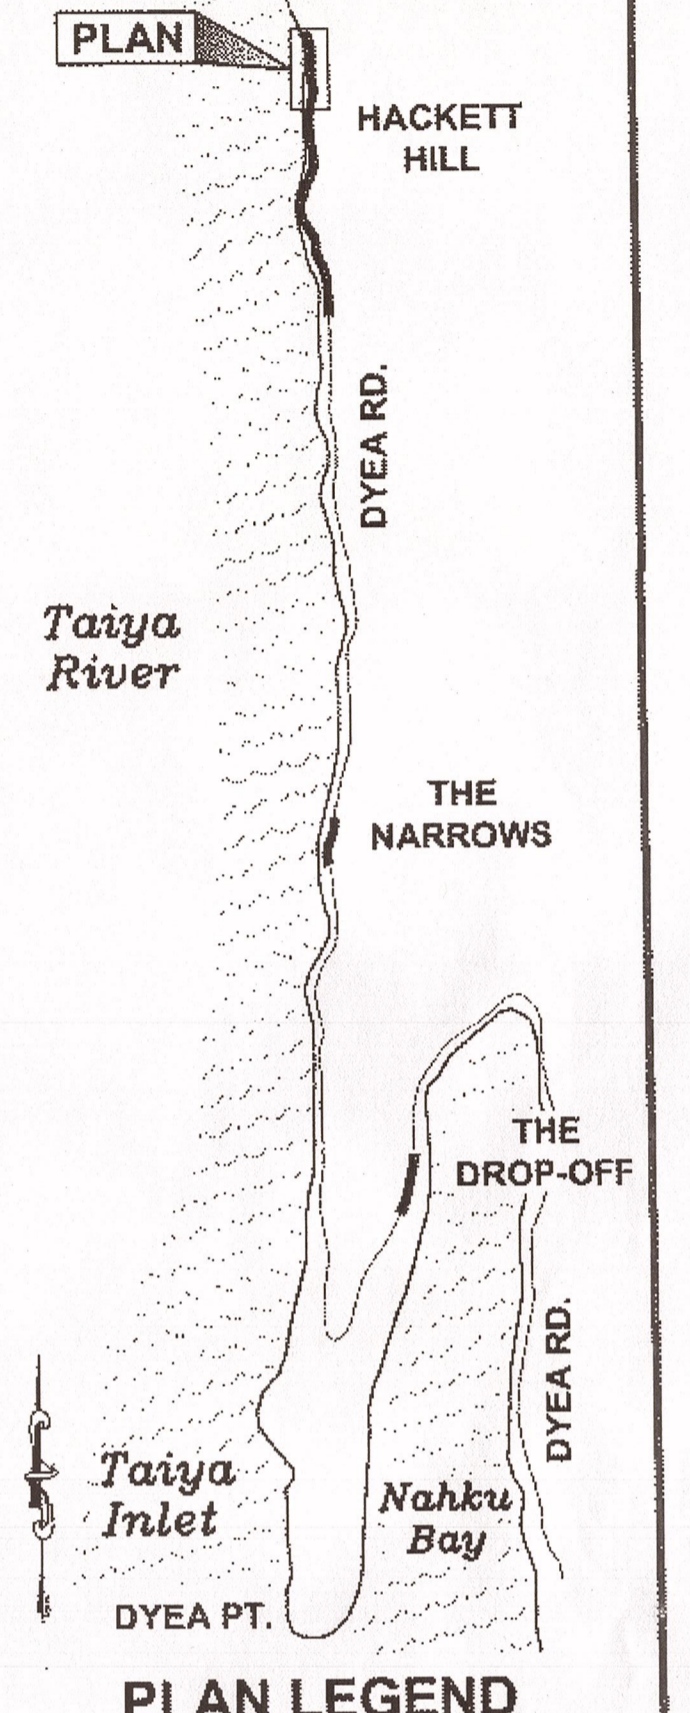 PLAN
HACKETT
HILL
DYEA RD.
Taiya
River
THE
NARROWS
THE
DROP-OFF
DYEA RD.
Taiya
Inlet
Nahku
Bay
DYEA PT.
PLAN LEGEND